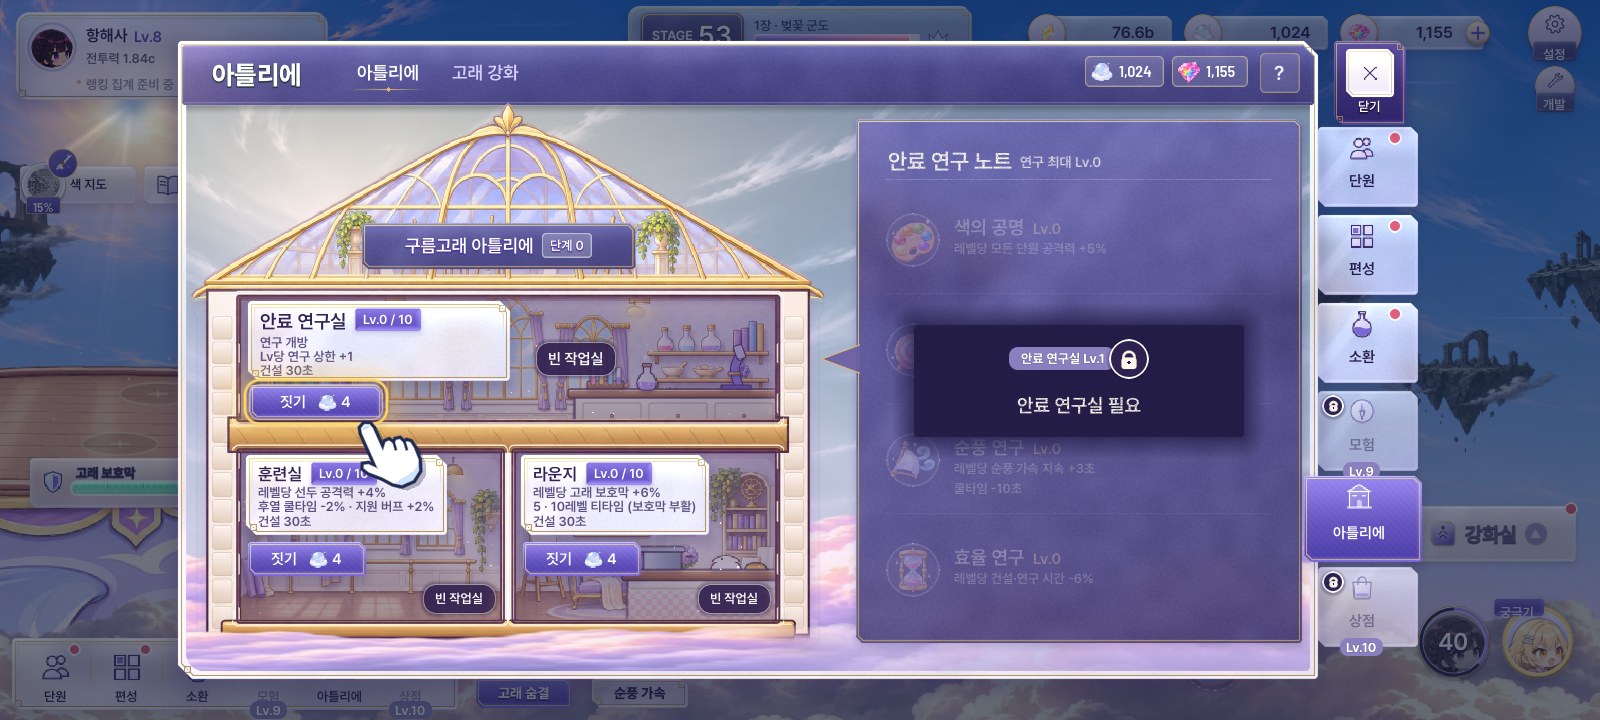 항해사 Lv.8
전투력 1.84c
랭킹 집계 준비 중
STAGE 53
1장 · 벚꽃 군도
76.6b
1,024
1,155
설정
개발
색 지도
15%
아틀리에
아틀리에
고래 강화
1,024
1,155
?
닫기
구름고래 아틀리에 단계 0
안료 연구실 Lv.0 / 10
연구 개방
Lv당 연구 상한 +1
건설 30초
짓기 4
빈 작업실
훈련실 Lv.0 / 10
레벨당 선두 공격력 +4%
후열 쿨타임 -2% · 지원 버프 +2%
건설 30초
짓기 4
빈 작업실
라운지 Lv.0 / 10
레벨당 고래 보호막 +6%
5 · 10레벨 티타임 (보호막 부활)
건설 30초
짓기 4
빈 작업실
안료 연구 노트 연구 최대 Lv.0
색의 공명 Lv.0
레벨당 모든 단원 공격력 +5%
안료 연구실 Lv.1
안료 연구실 필요
순풍 연구 Lv.0
레벨당 순풍 가속 지속 +3초
쿨타임 -10초
효율 연구 Lv.0
레벨당 건설·연구 시간 -6%
단원
편성
소환
모험
Lv.9
아틀리에
상점
Lv.10
고래 보호막
강화실
궁극기
40
단원
편성
소환
모험
Lv.9
아틀리에
상점
Lv.10
고래 숨결
순풍 가속